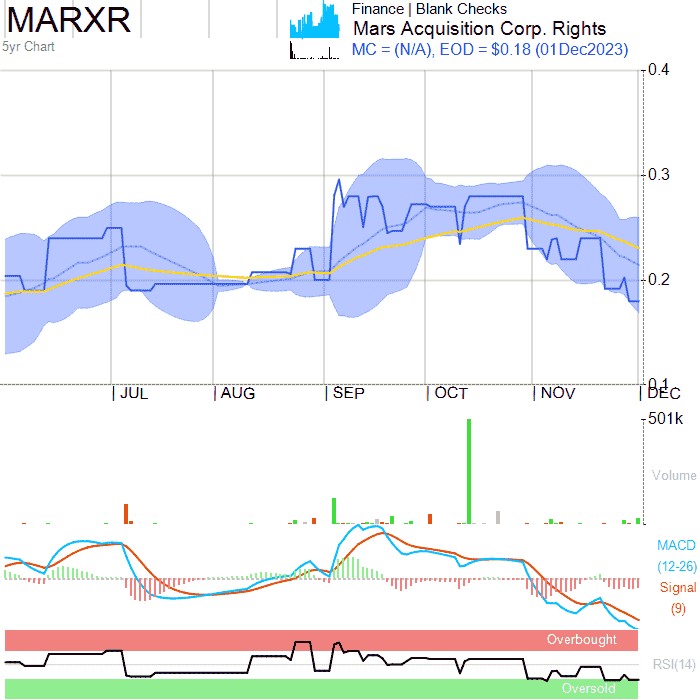 MARXR
5yr Chart
Finance | Blank Checks
Mars Acquisition Corp. Rights
MC = (N/A), EOD = $0.18 (01Dec2023)
0.4
0.3
0.2
0.1
JUL AUG SEP OCT NOV DEC
501k
Volume
MACD
(12-26)
Signal
(9)
Overbought
RSI(14)
Oversold